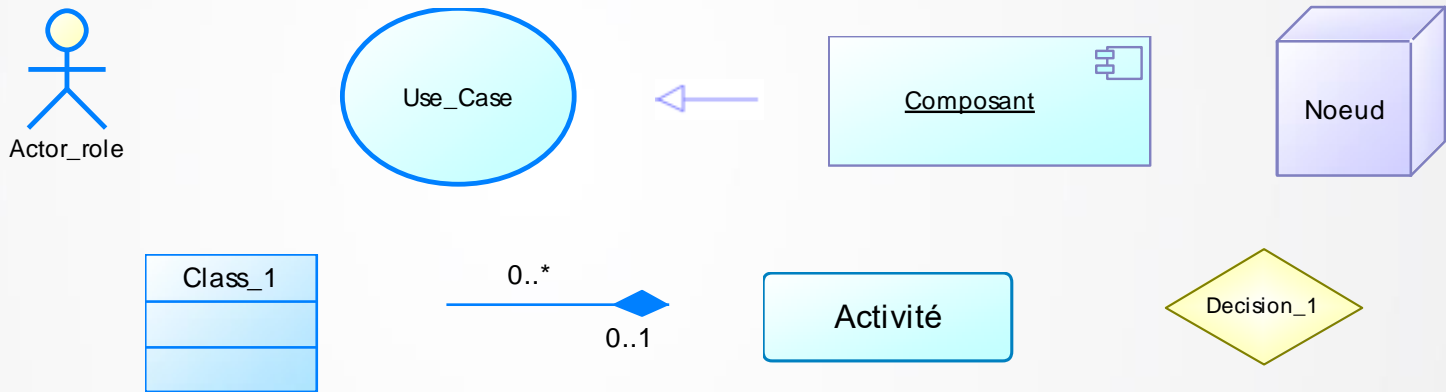 Actor_role
Use_Case
Composant
Noeud
Class_1
0..*
0..1
Activité
Decision_1